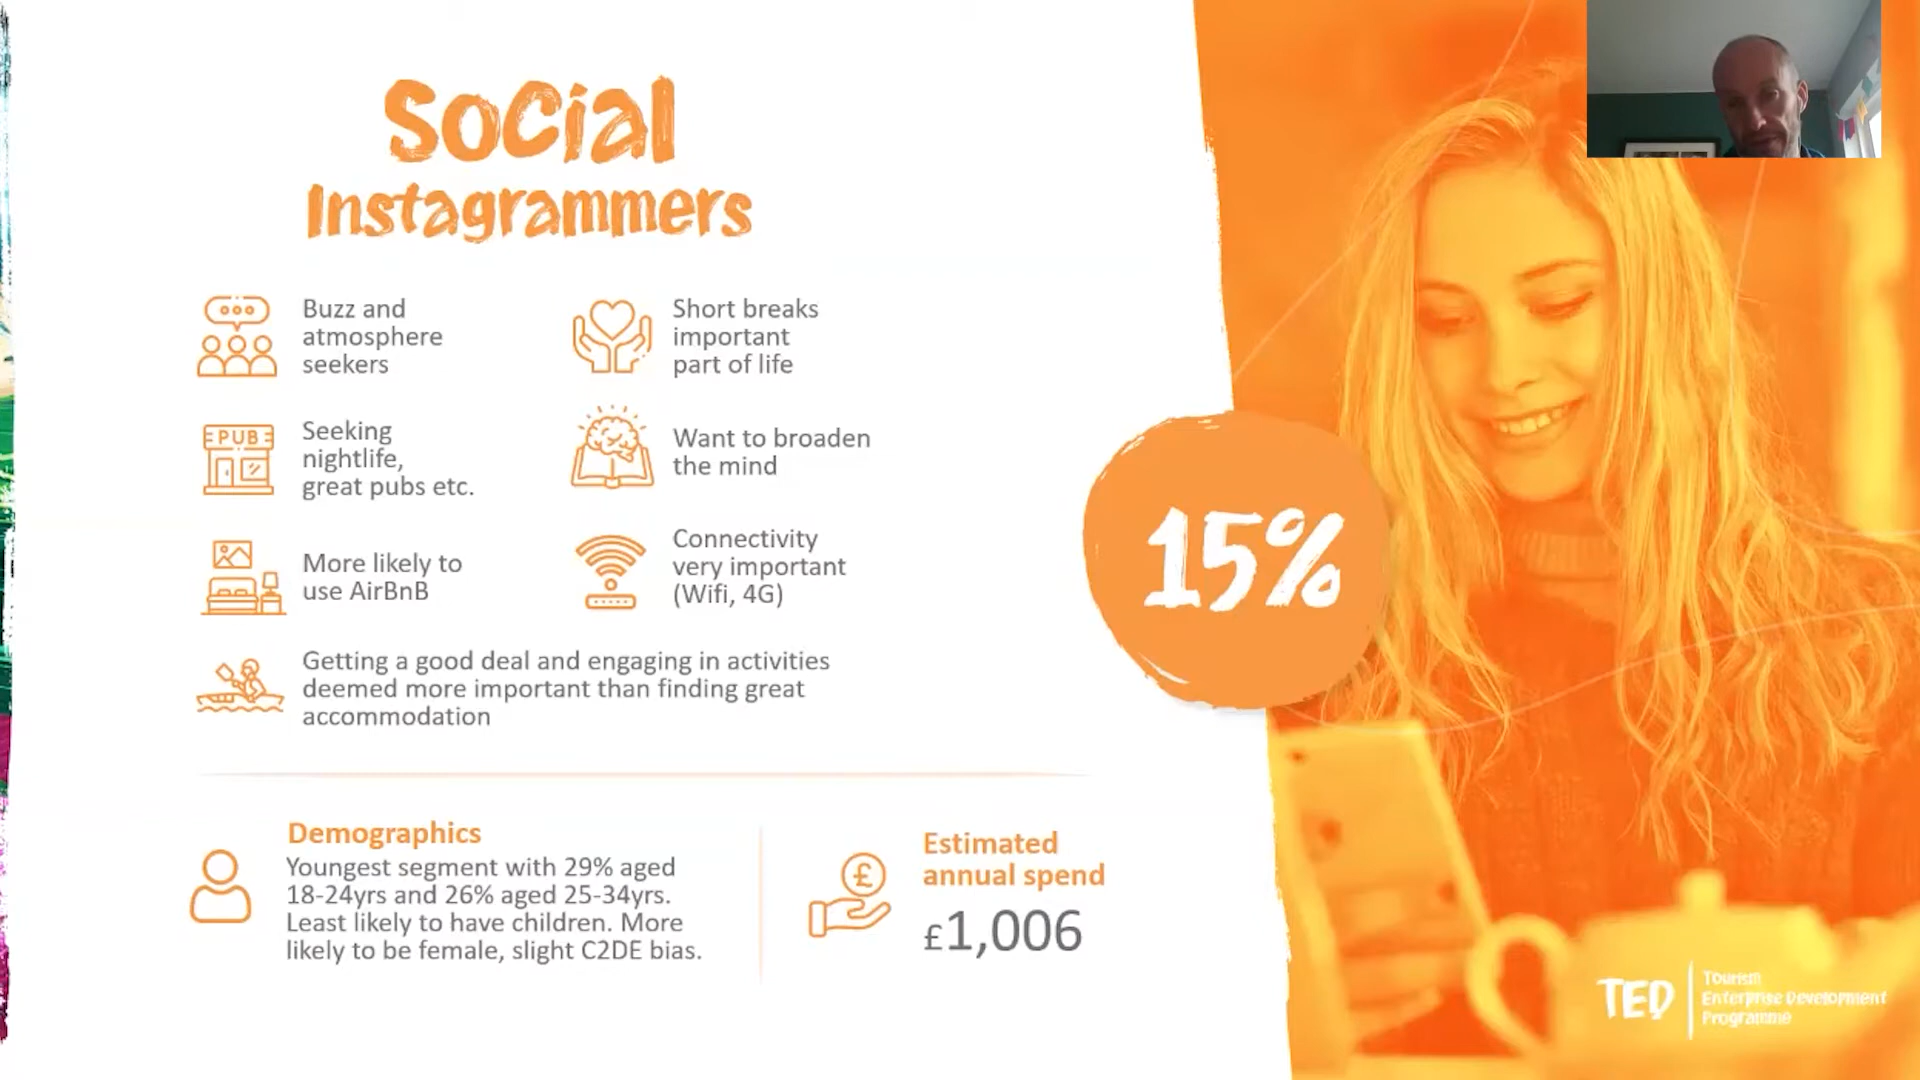 Social
Instagrammers
Buzz and
atmosphere
seekers
Short breaks
important
part of life
PUB
Seeking
nightlife,
great pubs etc.
Want to broaden
the mind
More likely to
use AirBnB
Connectivity
very important
(Wifi, 4G)
Getting a good deal and engaging in activities
deemed more important than finding great
accommodation
15%
Demographics
Youngest segment with 29% aged
18-24yrs and 26% aged 25-34yrs.
Least likely to have children. More
likely to be female, slight C2DE bias.
£
Estimated
annual spend
£1,006
TED
Tourism
Enterprise Development
Programme